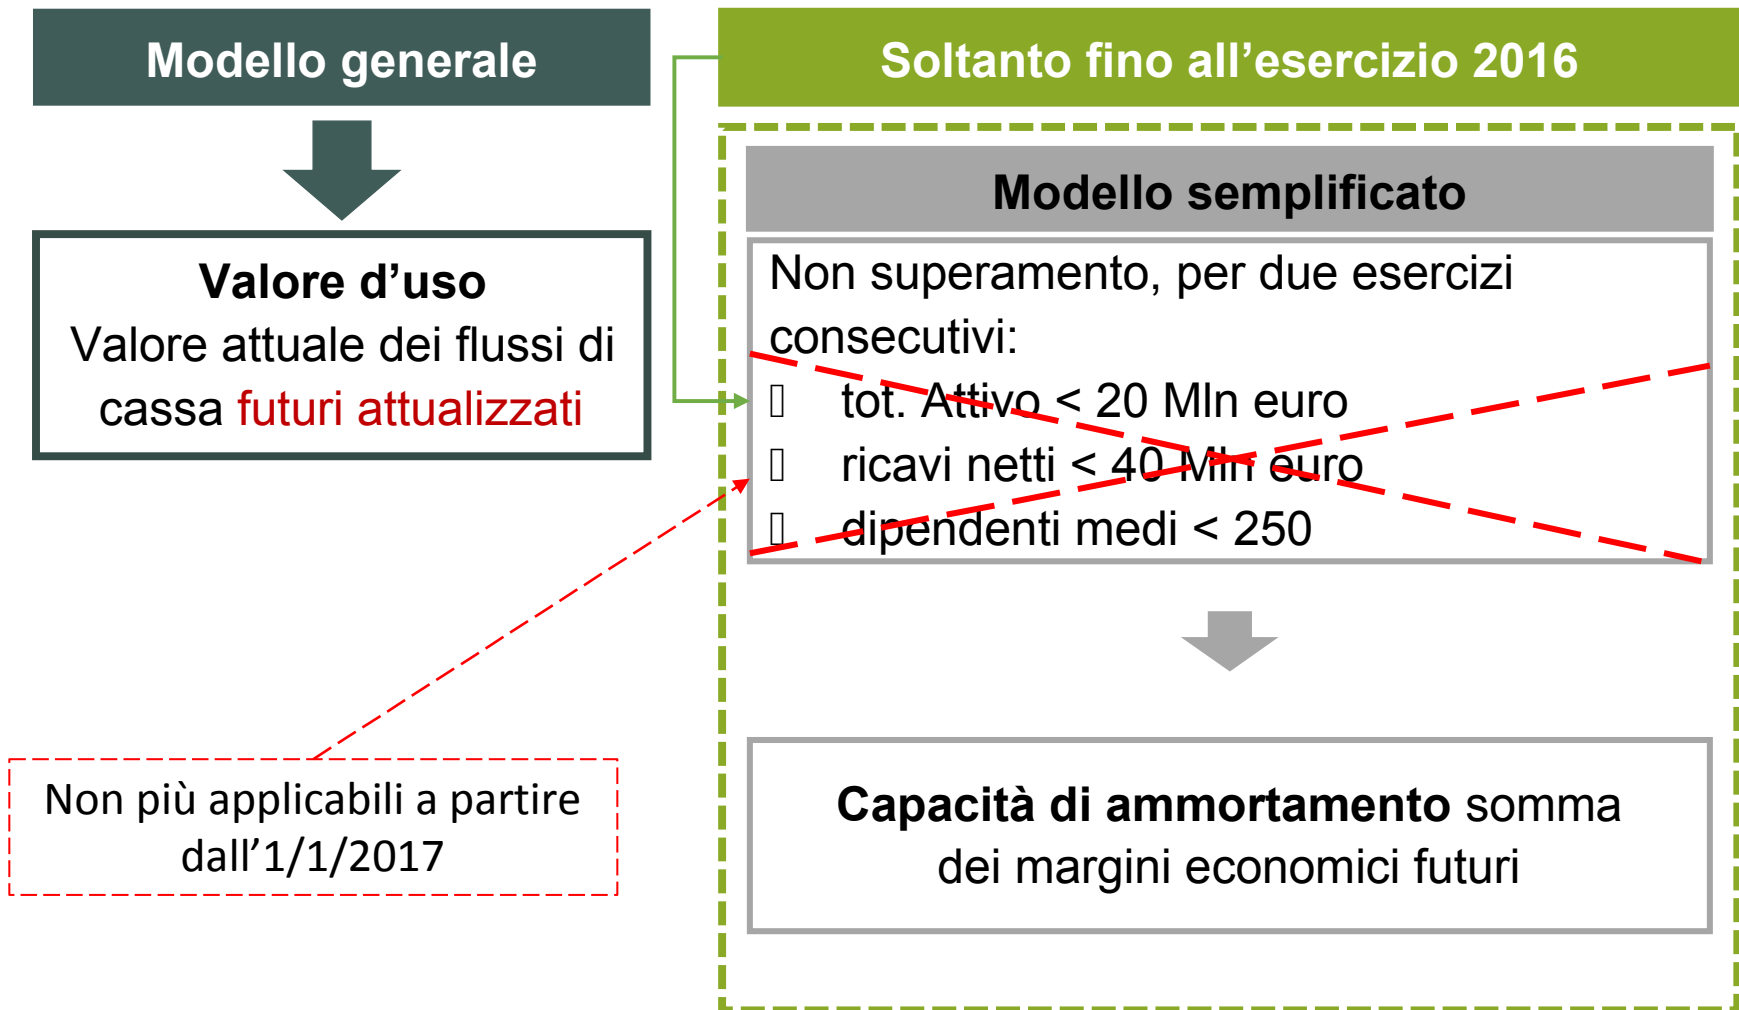 Modello generale
Valore d’uso
Valore attuale dei flussi di
cassa futuri attualizzati
Soltanto fino all’esercizio 2016
Modello semplificato
Non superamento, per due esercizi
consecutivi:
▯ tot. Attivo < 20 Mln euro
▯ ricavi netti < 40 Mln euro
▯ dipendenti medi < 250
Capacità di ammortamento somma
dei margini economici futuri
Non più applicabili a partire
dall’1/1/2017